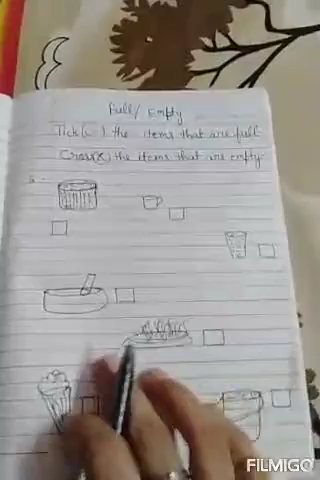 Full/ Empty
Tick(✓) the items that are full
Cross(x) the items that are empty.
FILMIGO